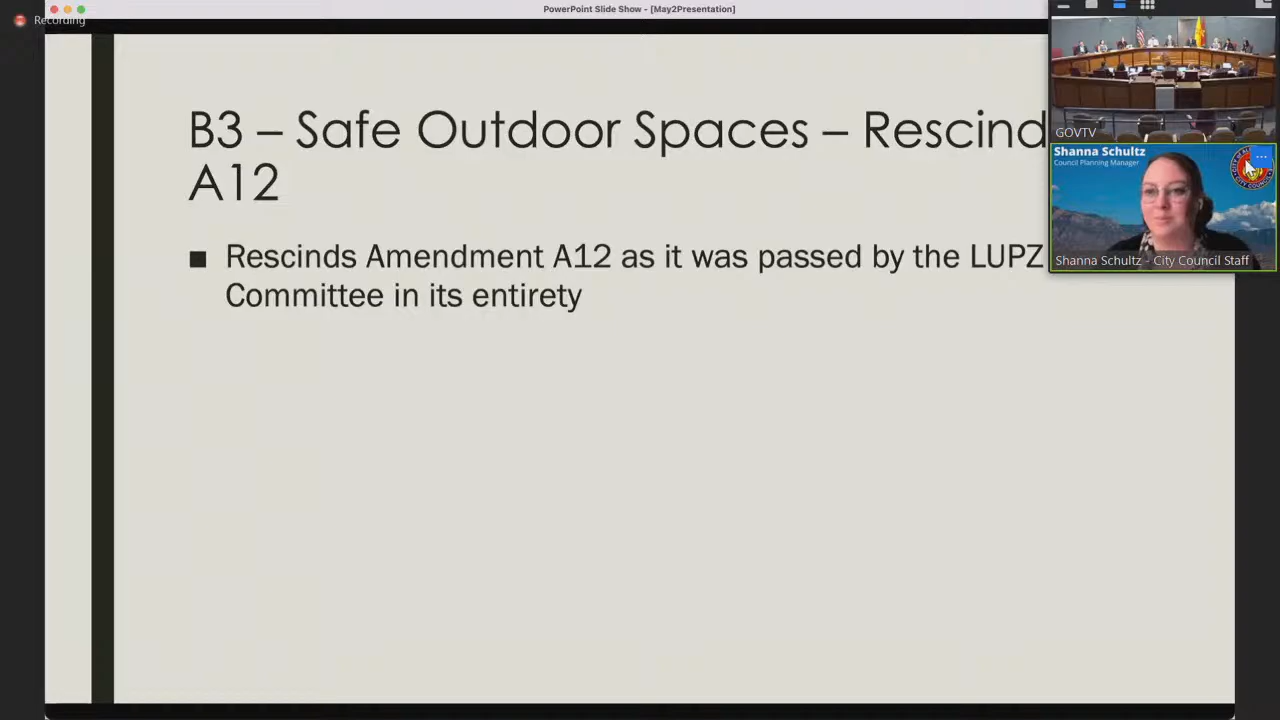 PowerPoint Slide Show - [May2Presentation]
Recording
B3 – Safe Outdoor Spaces – Rescind
A12
■ Rescinds Amendment A12 as it was passed by the LUPZ
Committee in its entirety
GOVTV
Shanna Schultz
Council Planning Manager
Shanna Schultz - City Council Staff